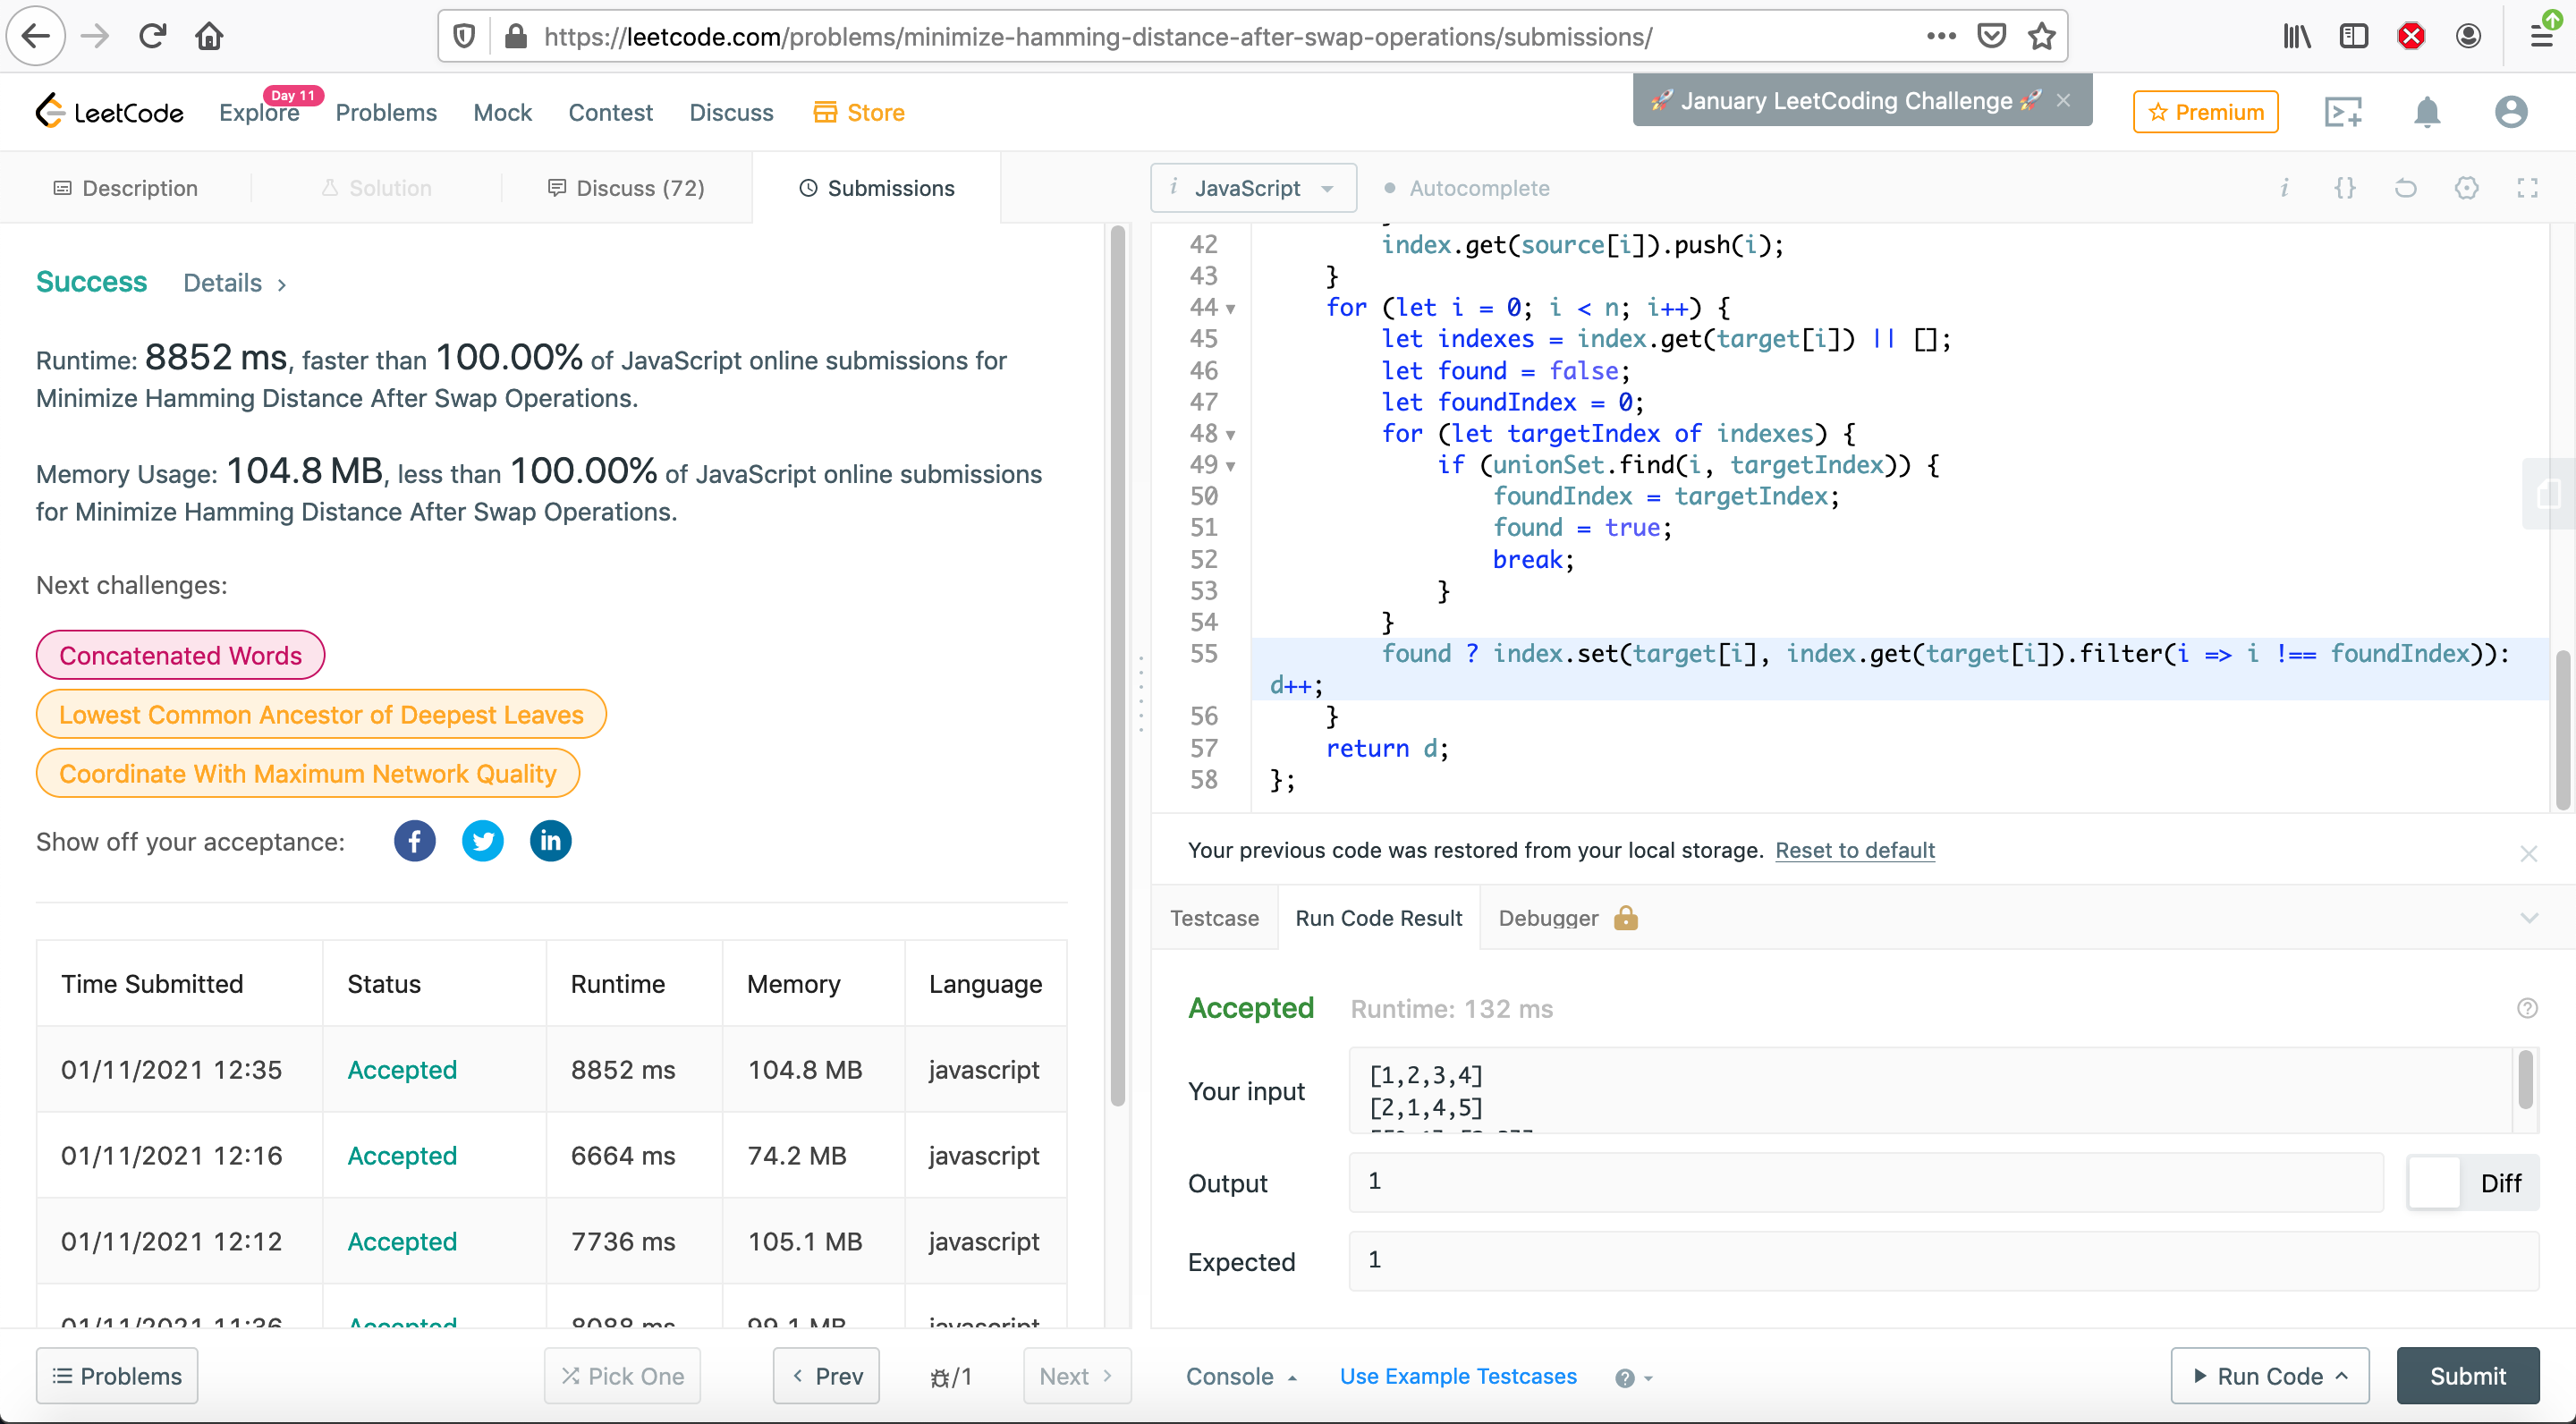 https://leetcode.com/problems/minimize-hamming-distance-after-swap-operations/submissions/
LeetCode
Explore
Day 11
Problems
Mock
Contest
Discuss
Store
🚀 January LeetCoding Challenge 🚀
Premium
Description
Solution
Discuss (72)
Submissions
Success
Details
Runtime: 8852 ms, faster than 100.00% of JavaScript online submissions for
Minimize Hamming Distance After Swap Operations.
Memory Usage: 104.8 MB, less than 100.00% of JavaScript online submissions
for Minimize Hamming Distance After Swap Operations.
Next challenges:
Concatenated Words
Lowest Common Ancestor of Deepest Leaves
Coordinate With Maximum Network Quality
Show off your acceptance:
Time Submitted Status Runtime Memory Language
01/11/2021 12:35 Accepted 8852 ms 104.8 MB javascript
01/11/2021 12:16 Accepted 6664 ms 74.2 MB javascript
01/11/2021 12:12 Accepted 7736 ms 105.1 MB javascript
01/11/2021 11:36 Accepted 8088 ms 99.1 MB javascript
Problems
Pick One
Prev
/1
Next
i JavaScript
Autocomplete
42 index.get(source[i]).push(i);
43 }
44 for (let i = 0; i < n; i++) {
45 let indexes = index.get(target[i]) || [];
46 let found = false;
47 let foundIndex = 0;
48 for (let targetIndex of indexes) {
49 if (unionSet.find(i, targetIndex)) {
50 foundIndex = targetIndex;
51 found = true;
52 break;
53 }
54 }
55 found ? index.set(target[i], index.get(target[i]).filter(i => i !== foundIndex)):
d++;
56 }
57 return d;
58 };
Your previous code was restored from your local storage. Reset to default
Testcase
Run Code Result
Debugger
Accepted
Runtime: 132 ms
Your input
[1,2,3,4]
[2,1,4,5]
Output
1
Diff
Expected
1
Console
Use Example Testcases
Run Code
Submit